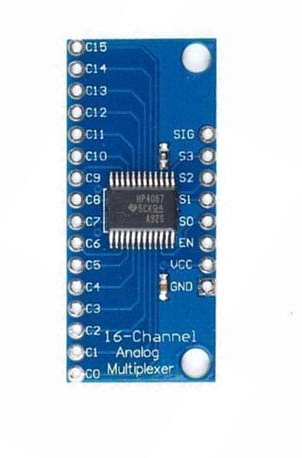 C15
C14
C13
C12
C11
C10
C9
C8
C7
C6
C5
C4
C3
C2
C1
C0
SIG
S3
S2
S1
S0
EN
VCC
GND
HP4067
A92S
16-Channel
Analog
Multiplexer